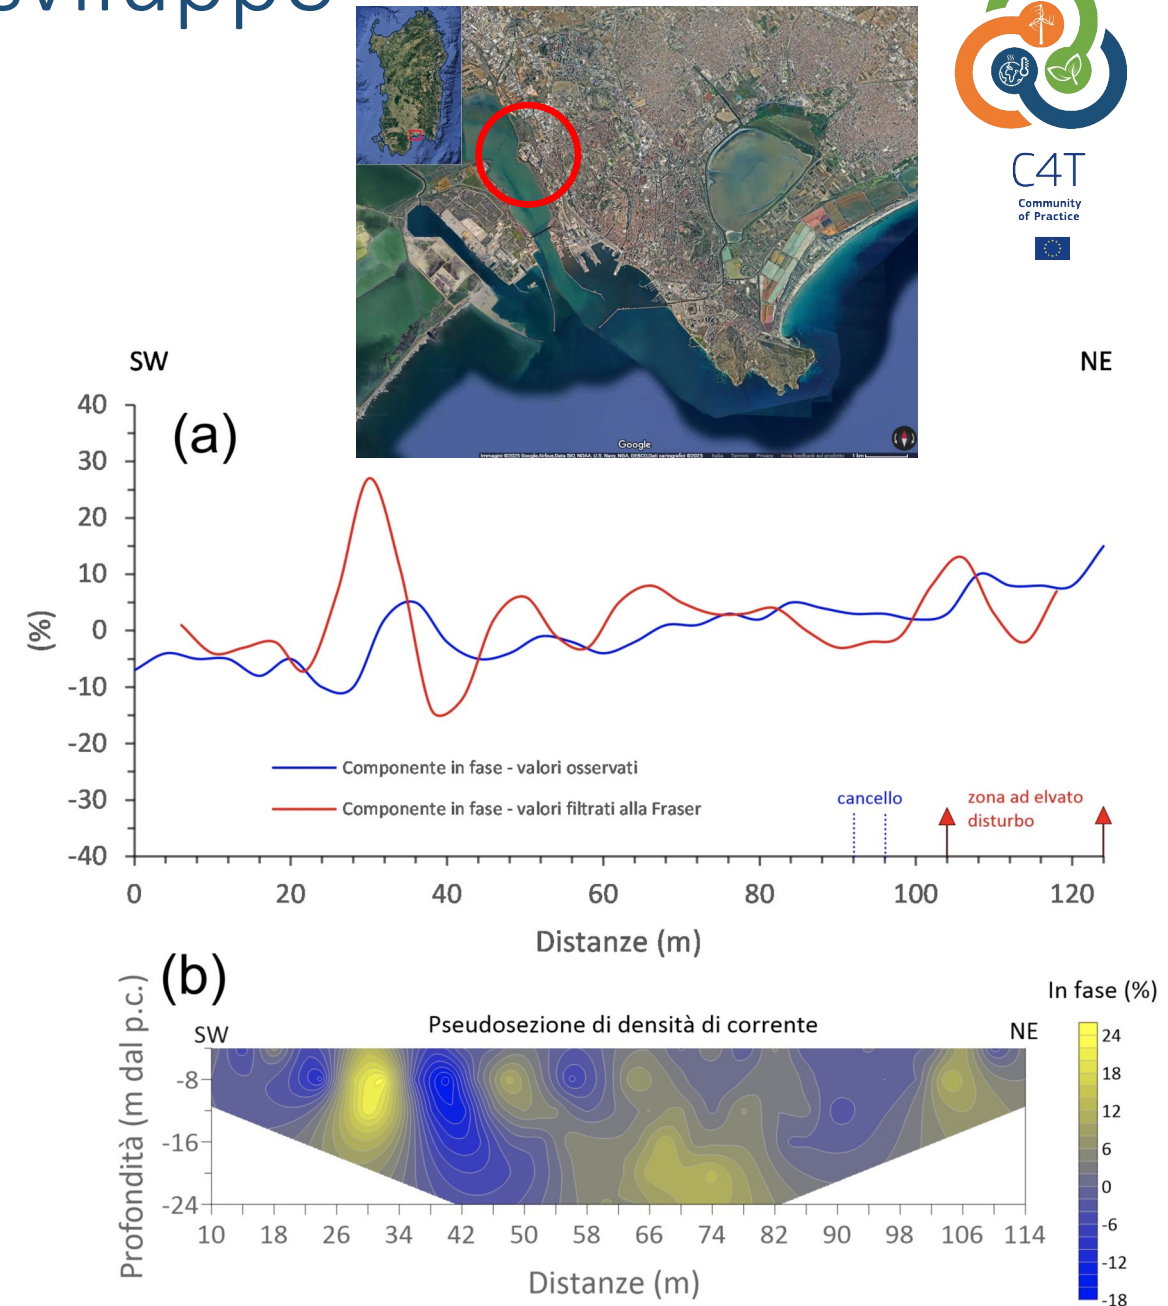 sviluppo
C4T
Community
of Practice
Google
SW
NE
(a)
40
30
20
10
0
-10
-20
-30
-40
(%)
Componente in fase - valori osservati
Componente in fase - valori filtrati alla Fraser
cancello
zona ad elvato
disturbo
0 20 40 60 80 100 120
Distanze (m)
(b)
In fase (%)
SW
Pseudosezione di densità di corrente
NE
Profondità (m dal p.c.)
-8
-16
-24
10 18 26 34 42 50 58 66 74 82 90 98 106 114
Distanze (m)
24
18
12
6
0
-6
-12
-18